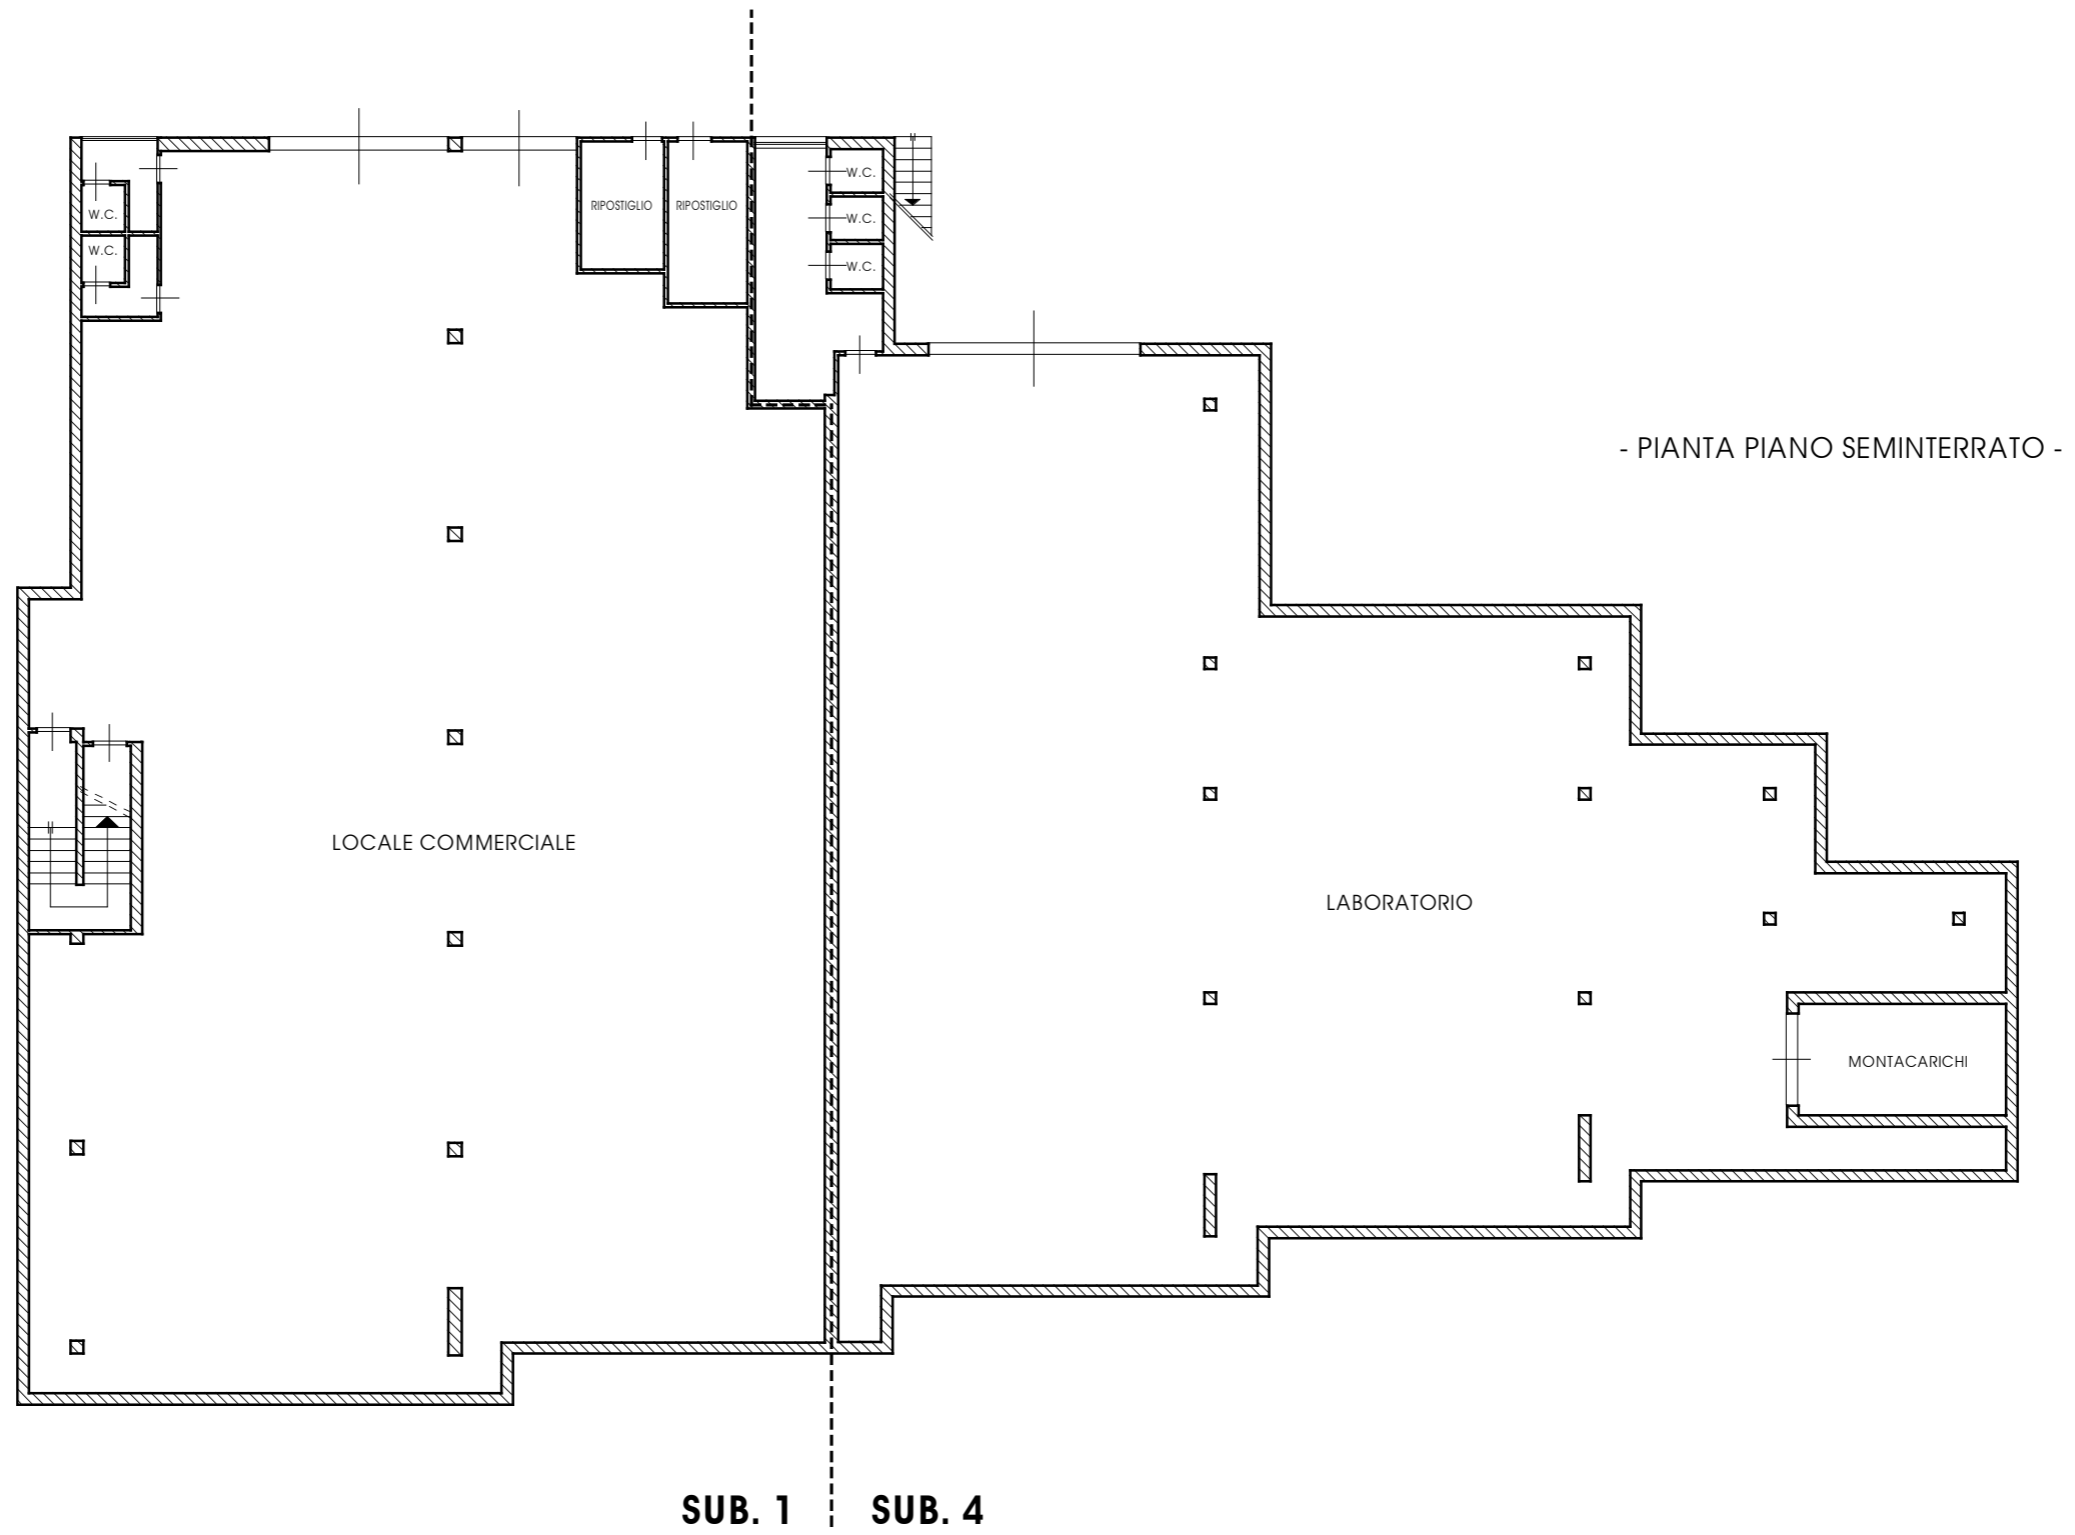 W.C.
W.C.
RIPOSTIGLIO
RIPOSTIGLIO
W.C.
W.C.
W.C.
- PIANTA PIANO SEMINTERRATO -
LOCALE COMMERCIALE
LABORATORIO
MONTACARICHI
SUB. 1
SUB. 4